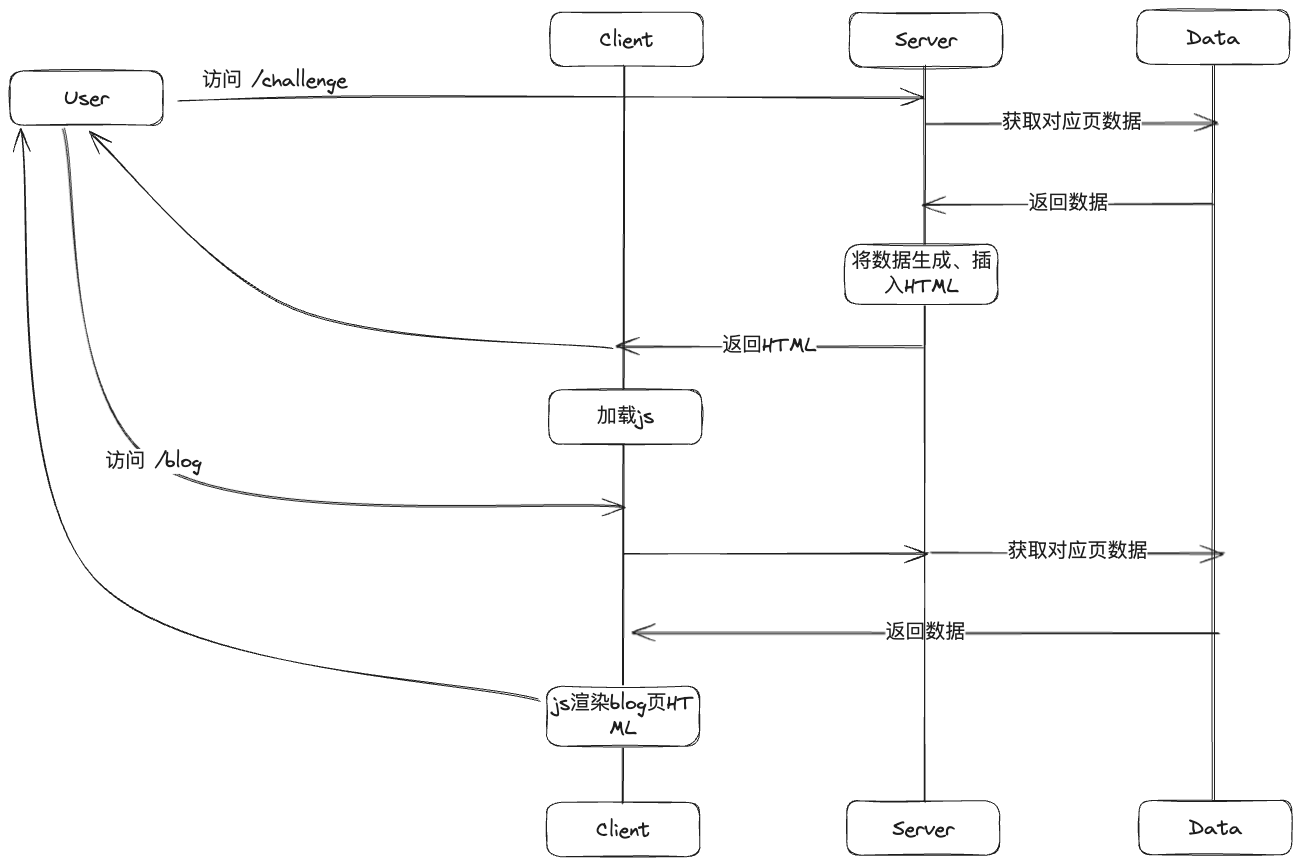 Client
Server
Data
User
访问 /challenge
获取对应页数据
返回数据
将数据生成、插
入HTML
返回HTML
加载js
访问 /blog
获取对应页数据
返回数据
js渲染blog页HT
ML
Client
Server
Data